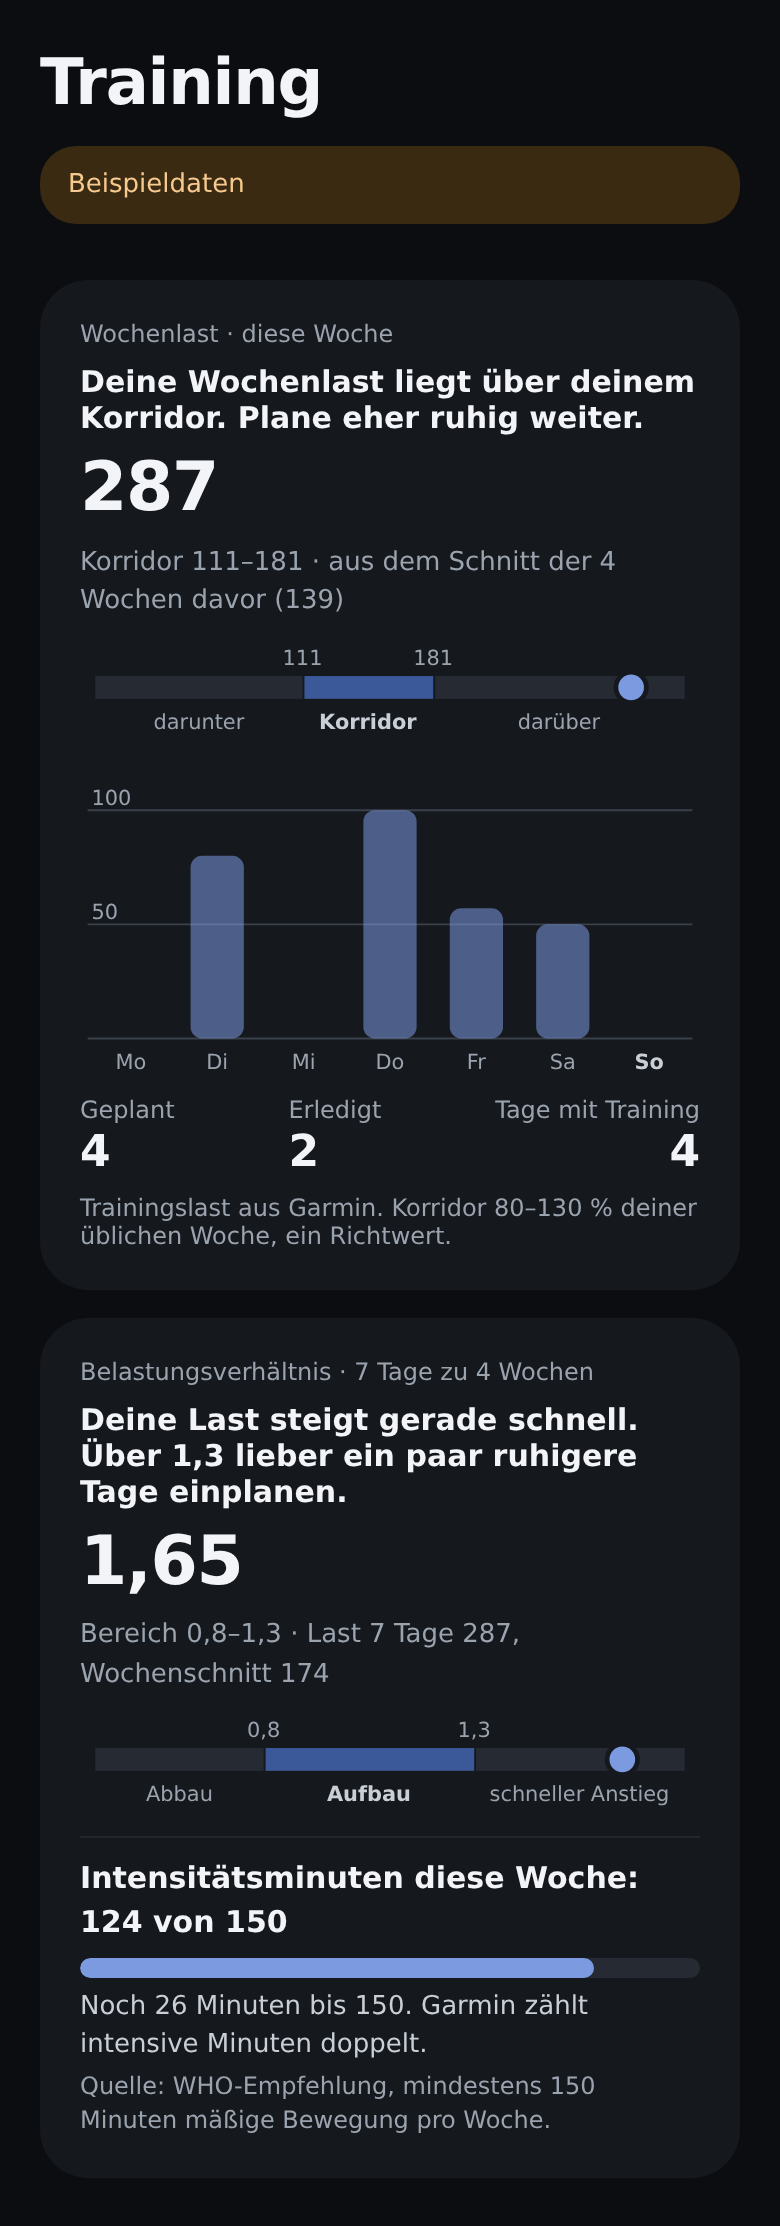 Training
Beispieldaten
Wochenlast · diese Woche
Deine Wochenlast liegt über deinem
Korridor. Plane eher ruhig weiter.
287
Korridor 111–181 · aus dem Schnitt der 4
Wochen davor (139)
111 181
darunter Korridor darüber
100
50
Mo Di Mi Do Fr Sa So
Geplant Erledigt Tage mit Training
4 2 4
Trainingslast aus Garmin. Korridor 80–130 % deiner
üblichen Woche, ein Richtwert.
Belastungsverhältnis · 7 Tage zu 4 Wochen
Deine Last steigt gerade schnell.
Über 1,3 lieber ein paar ruhigere
Tage einplanen.
1,65
Bereich 0,8–1,3 · Last 7 Tage 287,
Wochenschnitt 174
0,8 1,3
Abbau Aufbau schneller Anstieg
Intensitätsminuten diese Woche:
124 von 150
Noch 26 Minuten bis 150. Garmin zählt
intensive Minuten doppelt.
Quelle: WHO-Empfehlung, mindestens 150
Minuten mäßige Bewegung pro Woche.